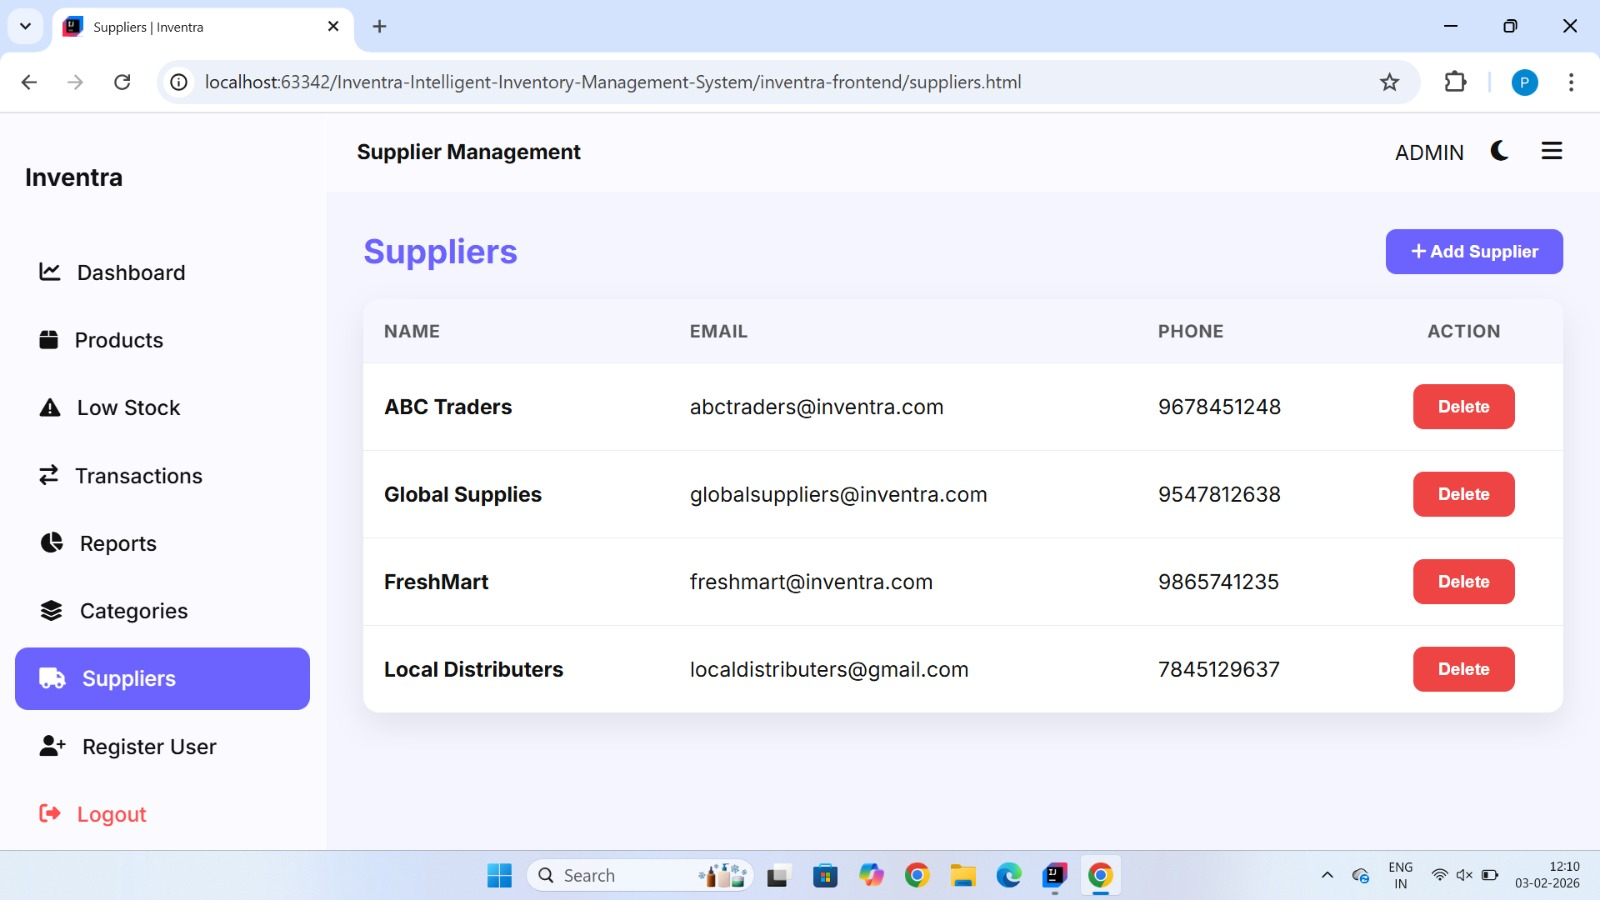 Suppliers | Inventra
localhost:63342/Inventra-Intelligent-Inventory-Management-System/inventra-frontend/suppliers.html
P
Inventra
Dashboard
Products
Low Stock
Transactions
Reports
Categories
Suppliers
Register User
Logout
Supplier Management
ADMIN
Suppliers
+ Add Supplier
NAME EMAIL PHONE ACTION
ABC Traders abctraders@inventra.com 9678451248 Delete
Global Supplies globalsuppliers@inventra.com 9547812638 Delete
FreshMart freshmart@inventra.com 9865741235 Delete
Local Distributers localdistributers@gmail.com 7845129637 Delete
Search
ENG
IN
12:10
03-02-2026